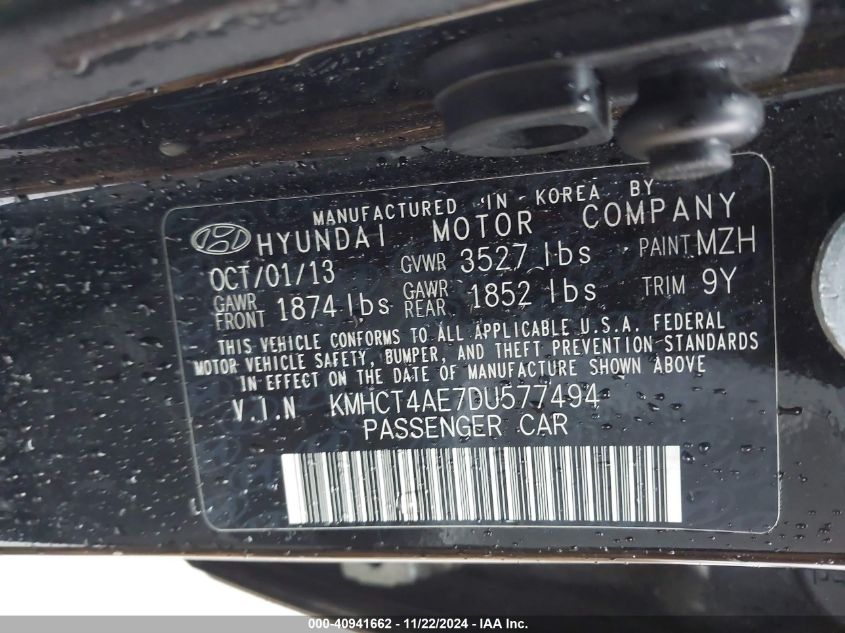 MANUFACTURED IN KOREA BY
HYUNDAI MOTOR COMPANY
OCT/01/13 GVWR 3527 lbs PAINT MZH
GAWR FRONT 1874 lbs GAWR REAR 1852 lbs TRIM 9Y
THIS VEHICLE CONFORMS TO ALL APPLICABLE U.S.A. FEDERAL
MOTOR VEHICLE SAFETY, BUMPER, AND THEFT PREVENTION STANDARDS
IN EFFECT ON THE DATE OF MANUFACTURE SHOWN ABOVE
V.I.N KMHCT4AE7DU577494
PASSENGER CAR
000-40941662 - 11/22/2024 - IAA Inc.